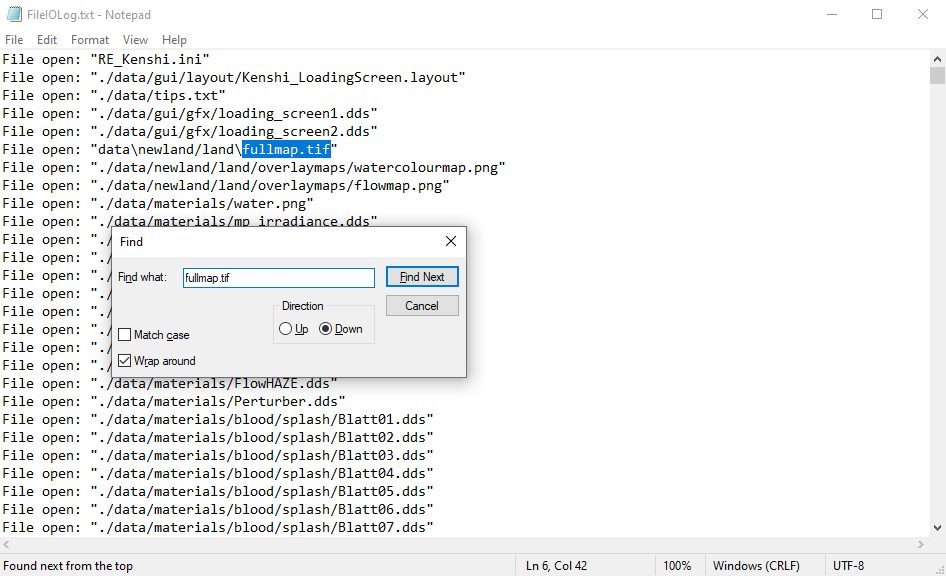 FileIOLog.txt - Notepad
File Edit Format View Help
File open: "RE_Kenshi.ini"
File open: "./data/gui/layout/Kenshi_LoadingScreen.layout"
File open: "./data/tips.txt"
File open: "./data/gui/gfx/loading_screen1.dds"
File open: "./data/gui/gfx/loading_screen2.dds"
File open: "data\newland/land\fullmap.tif"
File open: "./data/newland/land/overlaymaps/watercolourmap.png"
File open: "./data/newland/land/overlaymaps/flowmap.png"
File open: "./data/materials/water.png"
File open: "./data/materials/mp_irradiance.dds"
File open: "./
File open: "./
File open: "./
File open: "./
File open: "./
File open: "./
File open: "./
File open: "./
Find
Find what: fullmap.tif Find Next
Cancel
Direction
Up Down
Match case
Wrap around
File open: "./data/materials/FlowHAZE.dds"
File open: "./data/materials/Perturber.dds"
File open: "./data/materials/blood/splash/Blatt01.dds"
File open: "./data/materials/blood/splash/Blatt02.dds"
File open: "./data/materials/blood/splash/Blatt03.dds"
File open: "./data/materials/blood/splash/Blatt04.dds"
File open: "./data/materials/blood/splash/Blatt05.dds"
File open: "./data/materials/blood/splash/Blatt06.dds"
File open: "./data/materials/blood/splash/Blatt07.dds"
Found next from the top Ln 6, Col 42 100% Windows (CRLF) UTF-8